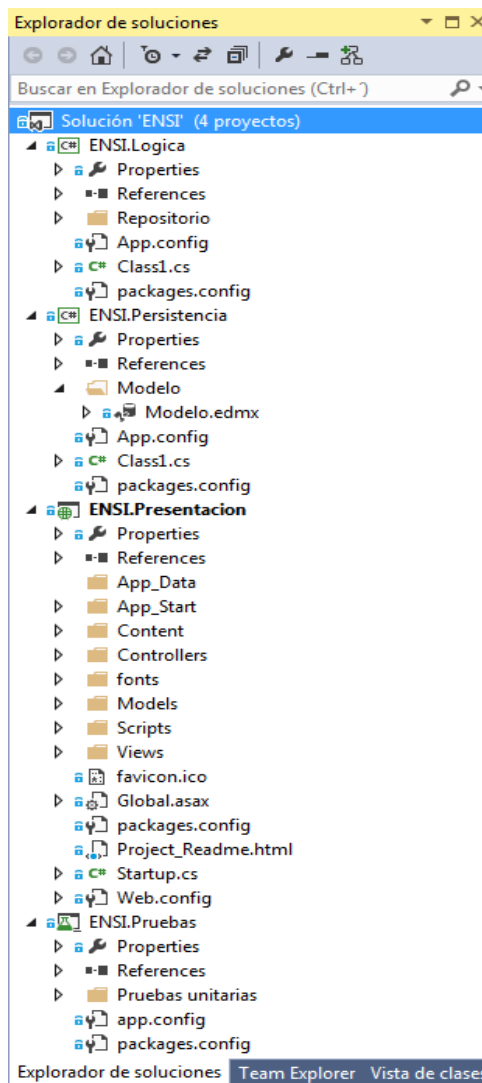 Explorador de soluciones
Buscar en Explorador de soluciones (Ctrl+´)
Solución 'ENSI' (4 proyectos)
C# ENSI.Logica
Properties
References
Repositorio
App.config
C# Class1.cs
packages.config
C# ENSI.Persistencia
Properties
References
Modelo
Modelo.edmx
App.config
C# Class1.cs
packages.config
ENSI.Presentacion
Properties
References
App_Data
App_Start
Content
Controllers
fonts
Models
Scripts
Views
favicon.ico
Global.asax
packages.config
Project_Readme.html
C# Startup.cs
Web.config
ENSI.Pruebas
Properties
References
Pruebas unitarias
app.config
packages.config
Explorador de soluciones Team Explorer Vista de clases